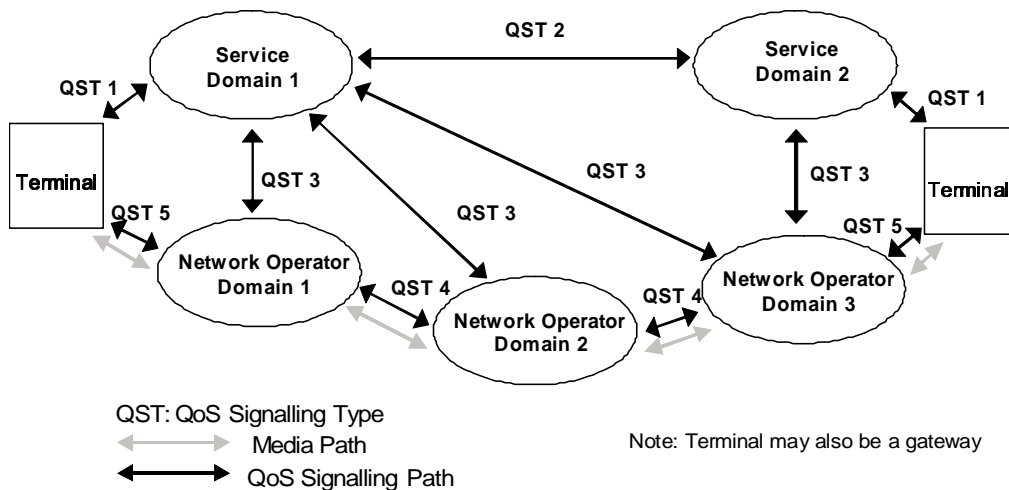 QST 2
Service
Domain 1
Service
Domain 2
QST 1
QST 1
Terminal
QST 3
QST 3
QST 3
QST 3
Terminal
QST 5
QST 5
Network Operator
Domain 1
QST 4
Network Operator
Domain 2
QST 4
Network Operator
Domain 3
QST: QoS Signalling Type
Media Path
QoS Signalling Path
Note: Terminal may also be a gateway